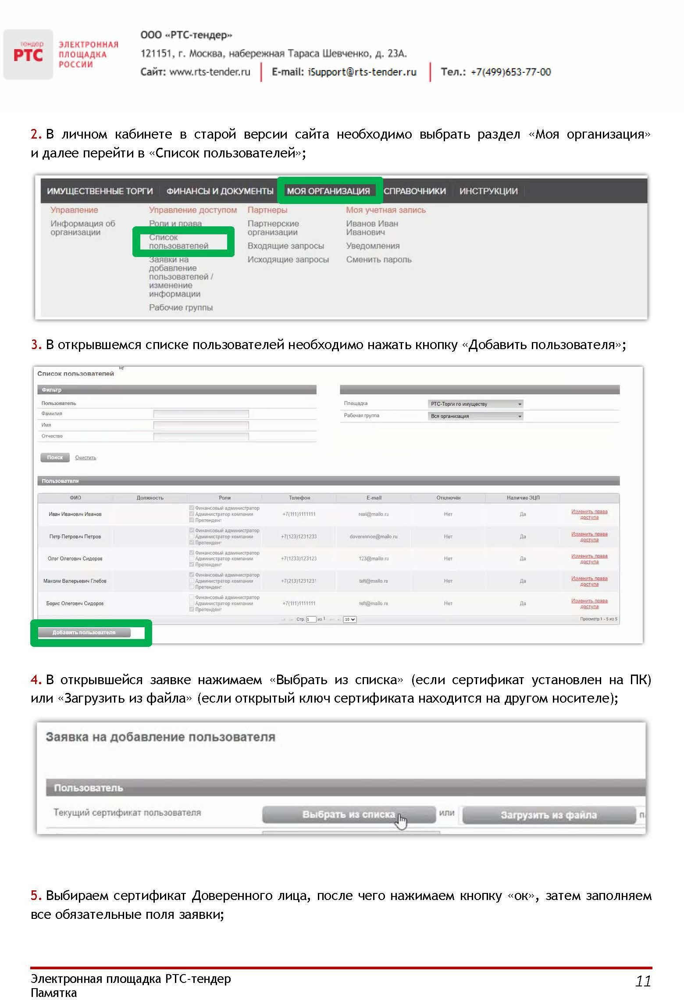 тендер
РТС
ЭЛЕКТРОННАЯ
ПЛОЩАДКА
РОССИИ
ООО «РТС-тендер»
121151, г. Москва, набережная Тараса Шевченко, д. 23А.
Сайт: www.rts-tender.ru E-mail: iSupport@rts-tender.ru Тел.: +7(499)653-77-00
2. В личном кабинете в старой версии сайта необходимо выбрать раздел «Моя организация»
и далее перейти в «Список пользователей»;
ИМУЩЕСТВЕННЫЕ ТОРГИ ФИНАНСЫ И ДОКУМЕНТЫ МОЯ ОРГАНИЗАЦИЯ СПРАВОЧНИКИ ИНСТРУКЦИИ
Управление Управление доступом Партнеры Моя учетная запись
Информация об Роли и права Партнерские Иванов Иван
организации организации Иванович
Список
пользователей Входящие запросы Уведомления
Заявки на Исходящие запросы Сменить пароль
добавление
пользователей /
изменение
информации
Рабочие группы
3. В открывшемся списке пользователей необходимо нажать кнопку «Добавить пользователя»;
Список пользователей
Фильтр
Пользователь Площадка РТС-Торги по имуществу
Фамилия Рабочая группа Вся организация
Имя
Отчество
Поиск Очистить
Пользователи
ФИО Должность Роли Телефон E-mail Отключён Наличие ЭЦП
Финансовый администратор
Иван Иванович Иванов Администратор компании +7(111)1111111 real@mailo.ru Нет Да Изменить права доступа
Претендент
Финансовый администратор
Петр Петрович Петров Администратор компании +7(123)1231233 doverennoe@mailo.ru Нет Да Изменить права доступа
Претендент
Финансовый администратор
Олег Олегович Сидоров Администратор компании +7(1233)123123 123@mailo.ru Нет Да Изменить права доступа
Претендент
Финансовый администратор
Максим Валерьевич Глебов Администратор компании +7(213)1231231 Нет Да Изменить права доступа
Претендент
Финансовый администратор
Борис Олегович Сидоров Администратор компании +7(111)1111111 Нет Да Изменить права доступа
Претендент
Стр. 1 из 1 10 Просмотр 1 - 5 из 5
Добавить пользователя
4. В открывшейся заявке нажимаем «Выбрать из списка» (если сертификат установлен на ПК)
или «Загрузить из файла» (если открытый ключ сертификата находится на другом носителе);
Заявка на добавление пользователя
Пользователь
Текущий сертификат пользователя Выбрать из списка или Загрузить из файла
5. Выбираем сертификат Доверенного лица, после чего нажимаем кнопку «ок», затем заполняем
все обязательные поля заявки;
Электронная площадка РТС-тендер
Памятка
11